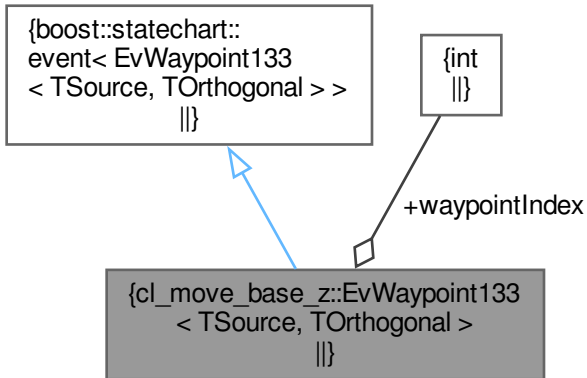 {boost::statechart::
event< EvWaypoint133
< TSource, TOrthogonal > >
||}
{int
||}
+waypointIndex
{cl_move_base_z::EvWaypoint133
< TSource, TOrthogonal >
||}